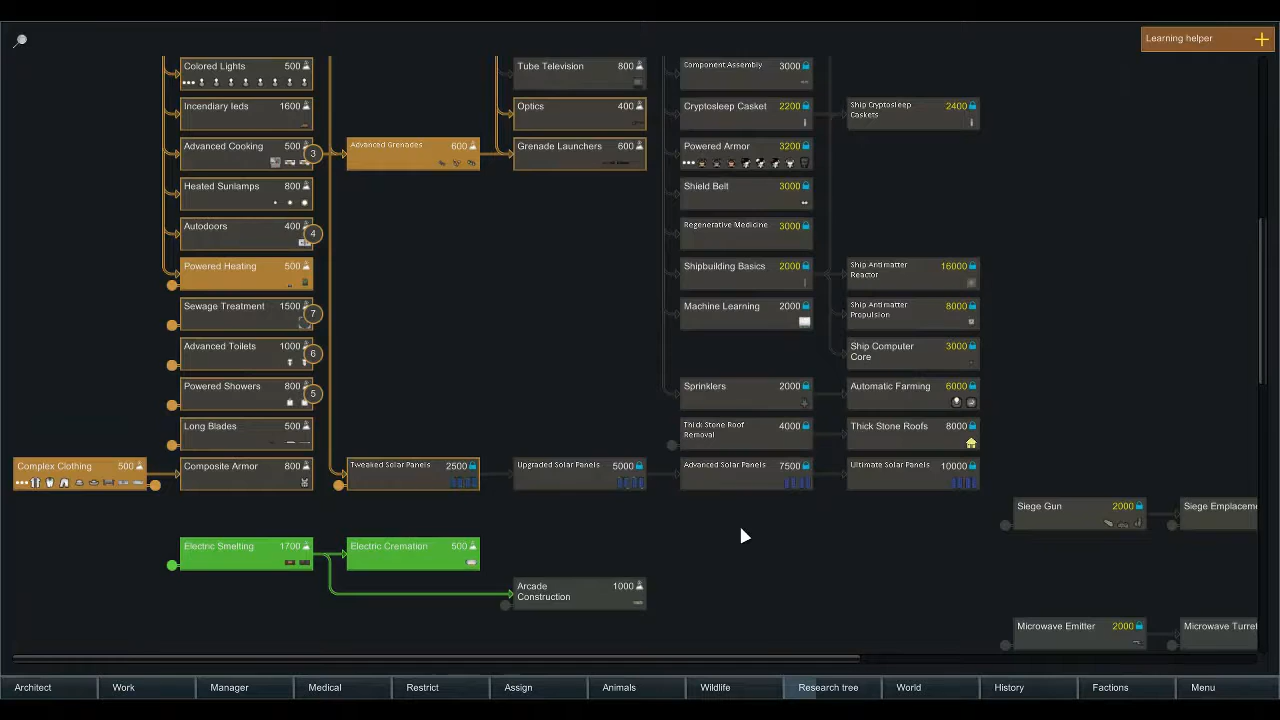 Learning helper
Colored Lights 500
Tube Television 800
Component Assembly 3000
Incendiary Ieds 1600
Optics 400
Cryptosleep Casket 2200
Ship Cryptosleep Caskets 2400
Advanced Cooking 500
3
Advanced Grenades 600
Grenade Launchers 600
Powered Armor 3200
Heated Sunlamps 800
Shield Belt 3000
Autodoors 400
4
Regenerative Medicine 3000
Powered Heating 500
Shipbuilding Basics 2000
Ship Antimatter Reactor 16000
Sewage Treatment 1500
7
Machine Learning 2000
Ship Antimatter Propulsion 8000
Advanced Toilets 1000
6
Ship Computer Core 3000
Powered Showers 800
5
Sprinklers 2000
Automatic Farming 6000
Long Blades 500
Thick Stone Roof Removal 4000
Thick Stone Roofs 8000
Complex Clothing 500
Composite Armor 800
Tweaked Solar Panels 2500
Upgraded Solar Panels 5000
Advanced Solar Panels 7500
Ultimate Solar Panels 10000
Siege Gun 2000
Siege Emplaceme
Electric Smelting 1700
Electric Cremation 500
Arcade Construction 1000
Microwave Emitter 2000
Microwave Turret
Architect Work Manager Medical Restrict Assign Animals Wildlife Research tree World History Factions Menu